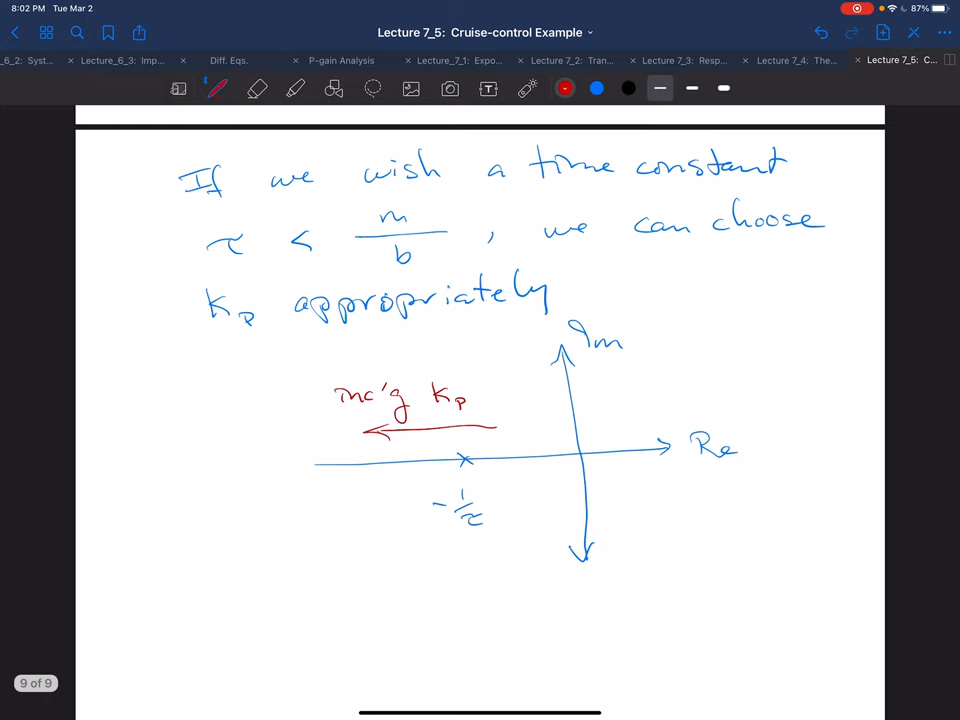 8:02 PM Tue Mar 2
87%
Lecture 7_5: Cruise-control Example
_6_2: Syst...
Lecture_6_3: Imp...
Diff. Eqs.
P-gain Analysis
Lecture_7_1: Expo...
Lecture_7_2: Tran...
Lecture_7_3: Resp...
Lecture_7_4: The...
Lecture_7_5: C...
If we wish a time constant
τ < m/b, we can choose
Kp appropriately
Im
inc'g Kp
Re
-1/τ
9 of 9